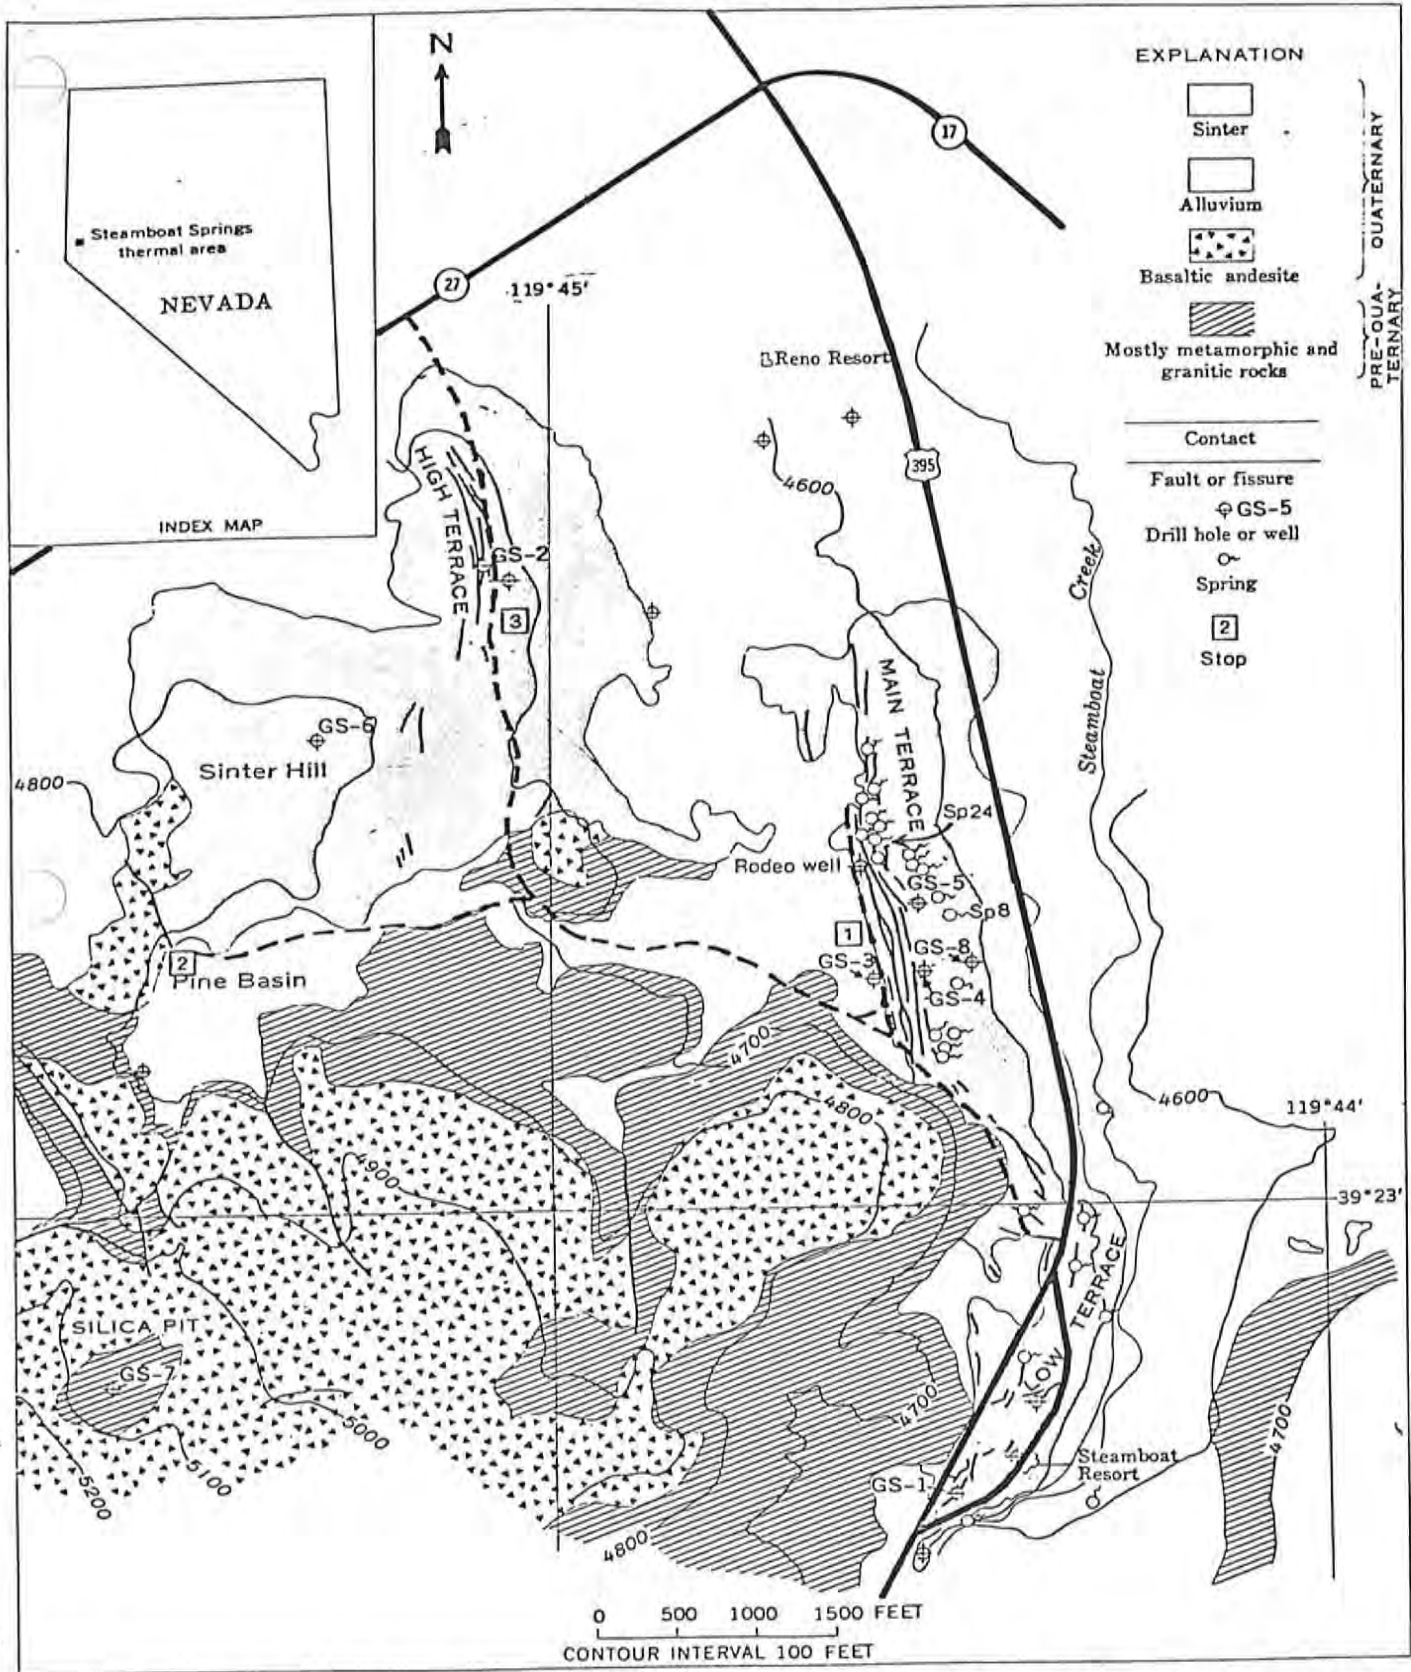 N
EXPLANATION
Sinter
Alluvium
Basaltic andesite
QUATERNARY
Mostly metamorphic and
granitic rocks
PRE-QUA-
TERNARY
Contact
Fault or fissure
GS-5
Drill hole or well
Spring
2
Stop
Steamboat Springs
thermal area
NEVADA
INDEX MAP
17
27
119°45'
Reno Resort
395
4600
HIGH TERRACE
GS-2
3
Creek
Steamboat
MAIN TERRACE
GS-6
Sinter Hill
4800
Sp24
Rodeo well
GS-5
Sp8
1
GS-8
GS-3
GS-4
2
Pine Basin
4700
4800
4600
119°44'
4900
39°23'
LOW TERRACE
SILICA PIT
GS-7
5000
5100
5200
4700
4700
Steamboat
Resort
GS-1
4800
0 500 1000 1500 FEET
CONTOUR INTERVAL 100 FEET